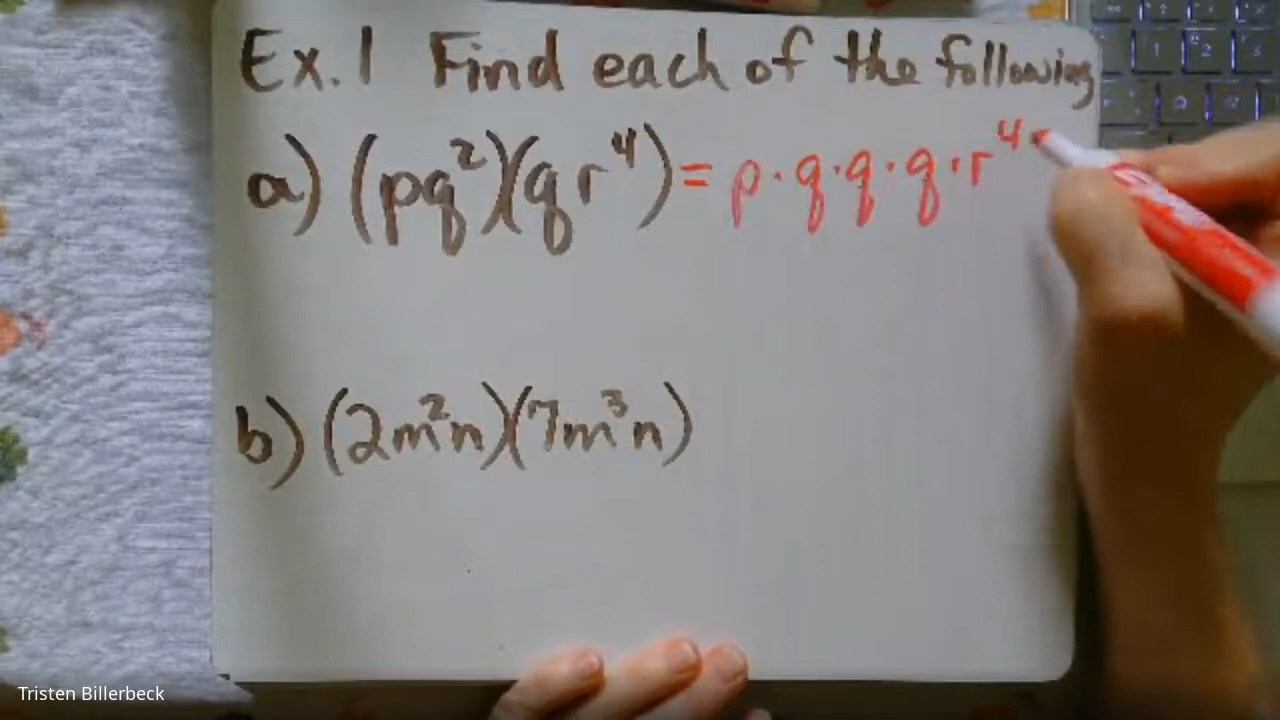 Ex. 1 Find each of the following
a) (pq²)(qr⁴) = p·q·q·q·r⁴
b) (2m²n)(7m³n)
Tristen Billerbeck